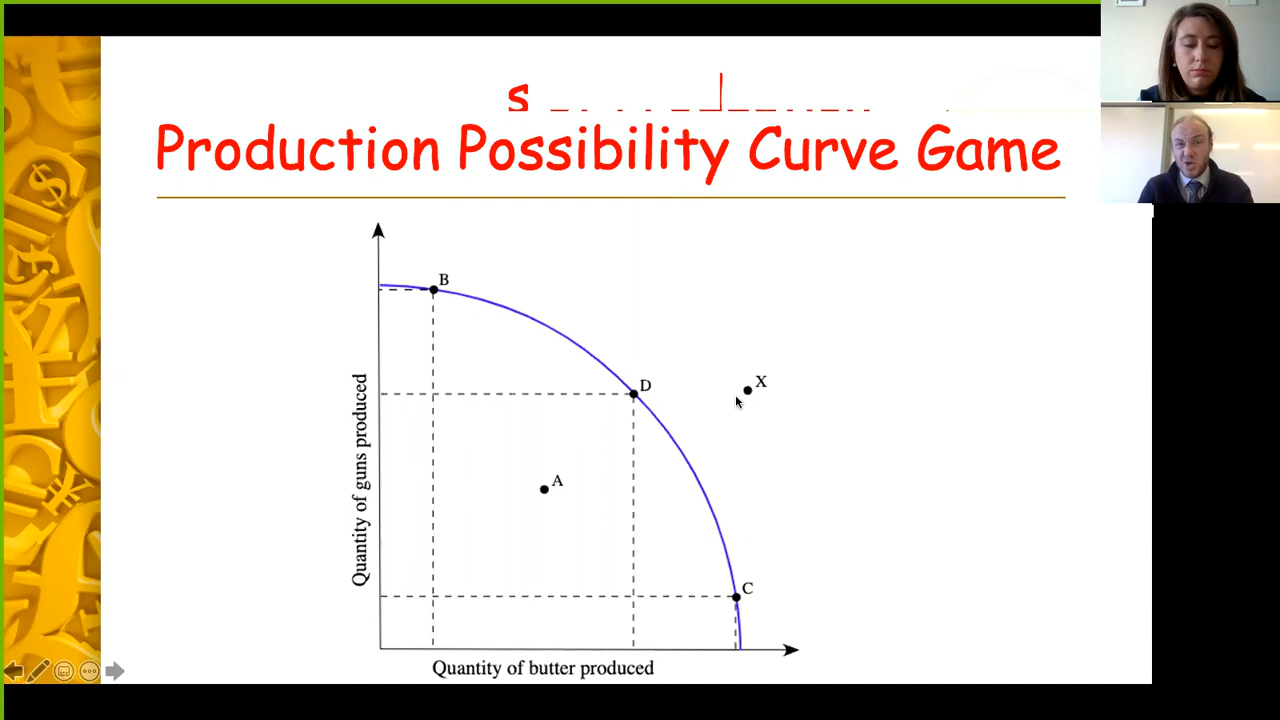 s
Production Possibility Curve Game
B
D
X
A
C
Quantity of guns produced
Quantity of butter produced